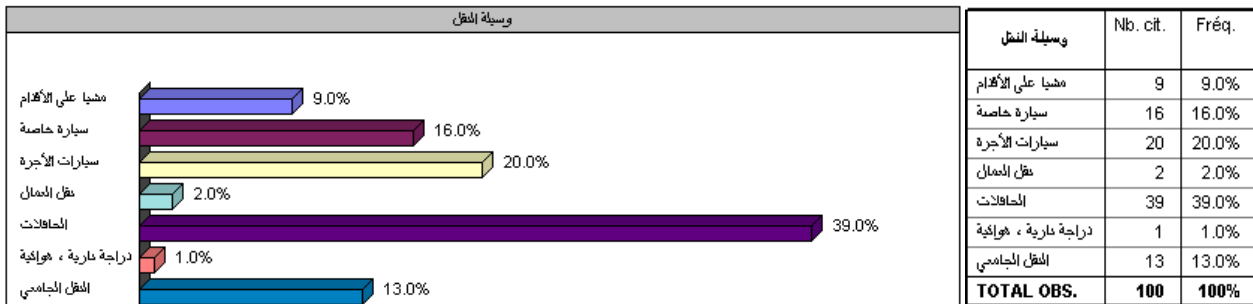 وسيلة النقل
مشيا على الأقدام 9.0%
سيارة خاصة 16.0%
سيارات الأجرة 20.0%
نقل العمال 2.0%
الحافلات 39.0%
دراجة نارية ، هوائية 1.0%
النقل الجامعي 13.0%
وسيلة النقل Nb. cit. Fréq.
مشيا على الأقدام 9 9.0%
سيارة خاصة 16 16.0%
سيارات الأجرة 20 20.0%
نقل العمال 2 2.0%
الحافلات 39 39.0%
دراجة نارية ، هوائية 1 1.0%
النقل الجامعي 13 13.0%
TOTAL OBS. 100 100%